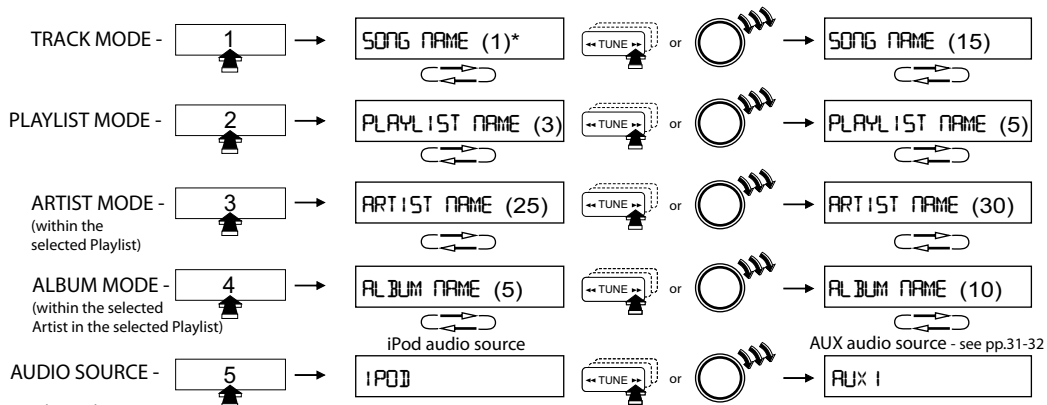 TRACK MODE - 1 SONG NAME (1)* ◂◂ TUNE ▸▸ or SONG NAME (15)
PLAYLIST MODE - 2 PLAYLIST NAME (3) ◂◂ TUNE ▸▸ or PLAYLIST NAME (5)
ARTIST MODE - 3 ARTIST NAME (25) ◂◂ TUNE ▸▸ or ARTIST NAME (30)
(within the
selected Playlist)
ALBUM MODE - 4 ALBUM NAME (5) ◂◂ TUNE ▸▸ or ALBUM NAME (10)
(within the selected
Artist in the selected Playlist)
iPod audio source AUX audio source - see pp.31-32
AUDIO SOURCE - 5 IPOD ◂◂ TUNE ▸▸ or AUX 1